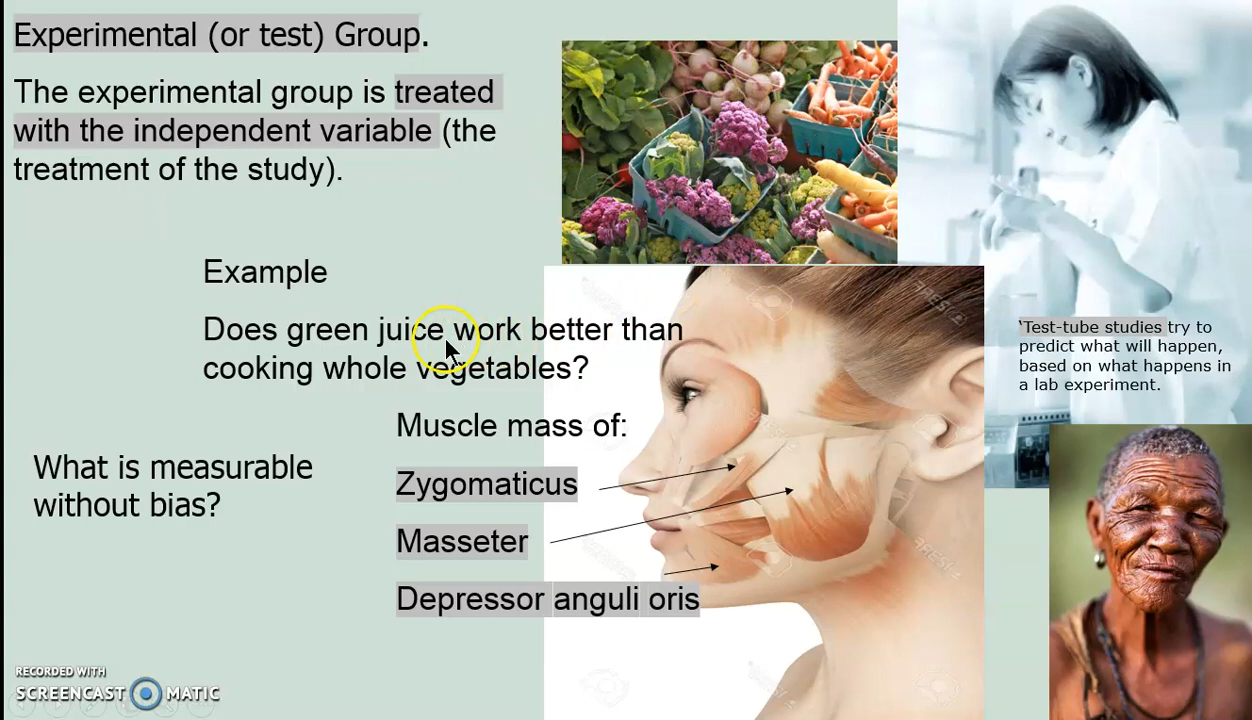 Experimental (or test) Group.
The experimental group is treated
with the independent variable (the
treatment of the study).
Example
Does green juice work better than
cooking whole vegetables?
Muscle mass of:
What is measurable
without bias?
Zygomaticus
Masseter
Depressor anguli oris
‘Test-tube studies try to
predict what will happen,
based on what happens in
a lab experiment.
RECORDED WITH
SCREENCAST MATIC